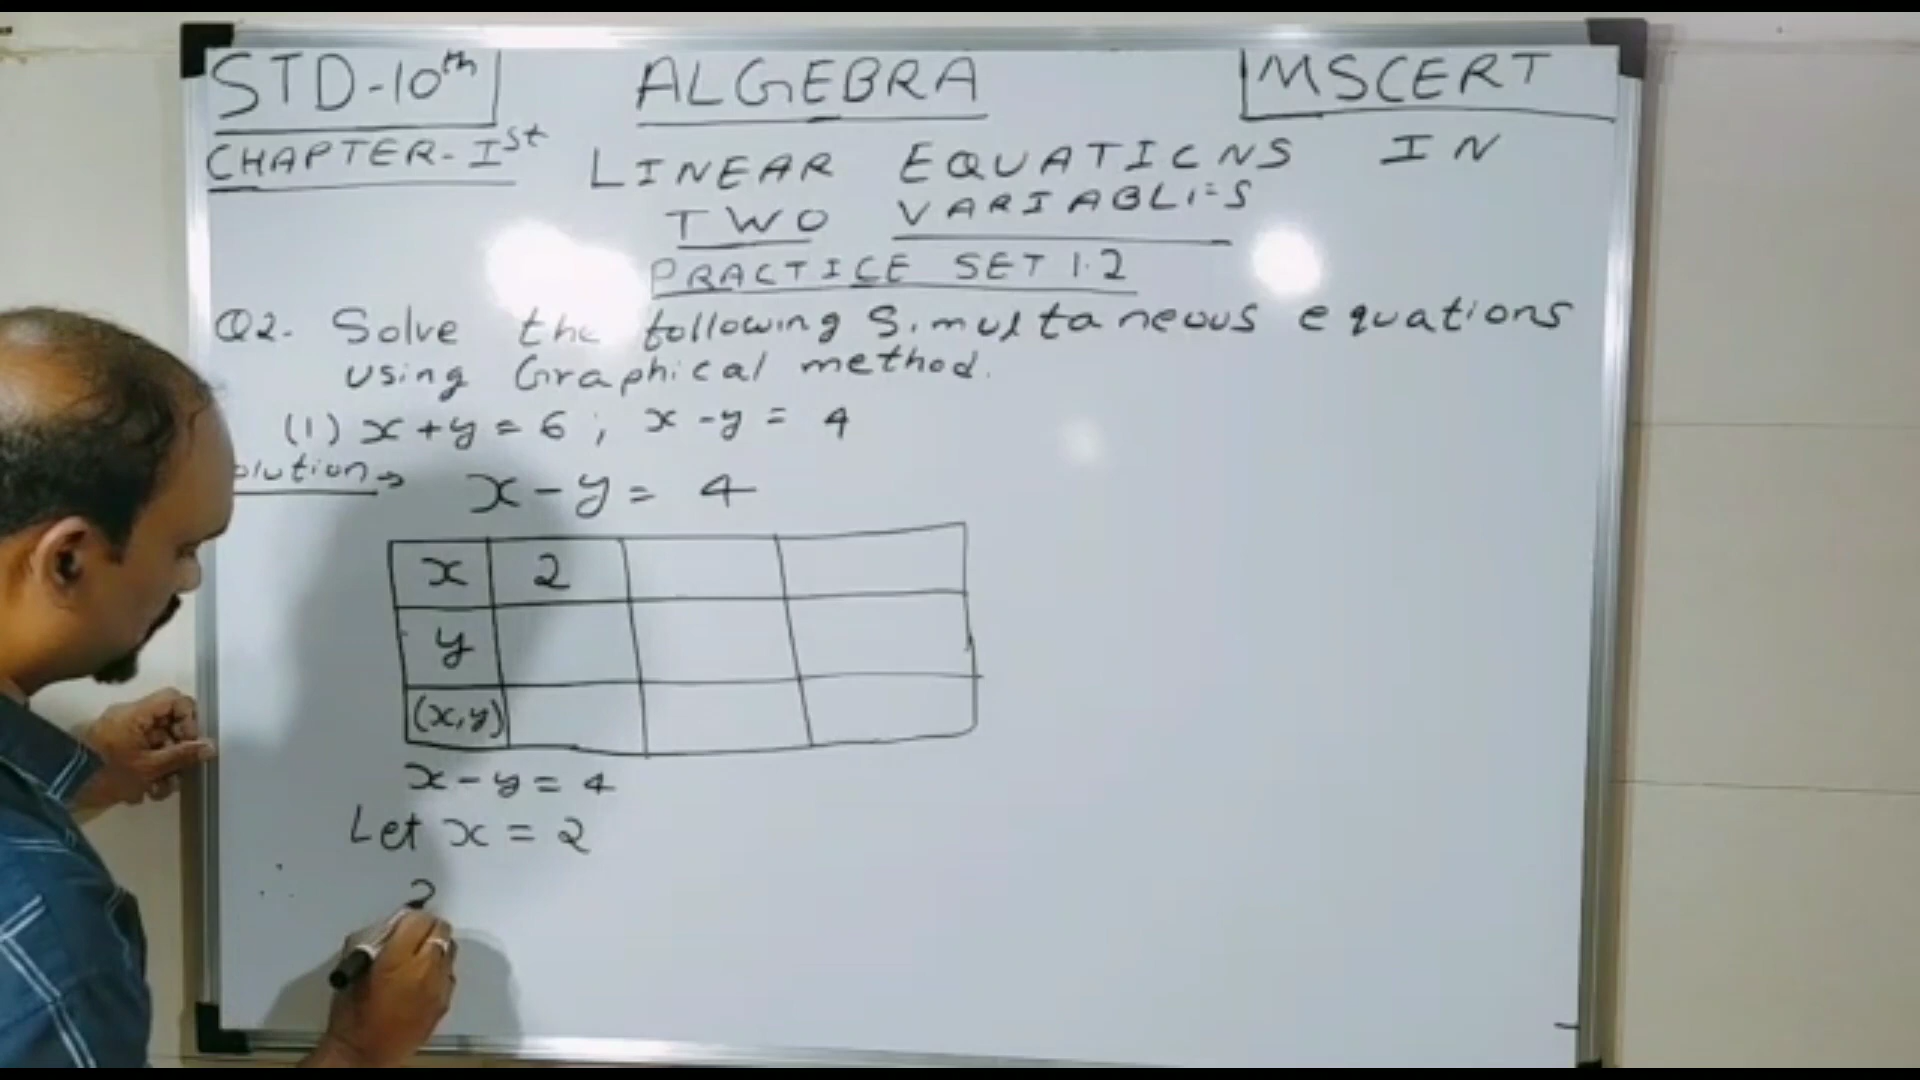 STD-10th ALGEBRA MSCERT
CHAPTER-Ist LINEAR EQUATIONS IN
TWO VARIABLES
PRACTICE SET 1.2
Q2. Solve the following Simultaneous equations
using Graphical method.
(1) x + y = 6 ; x - y = 4
olution→ x - y = 4
x 2
y
(x,y)
x - y = 4
Let x = 2
∴ 2